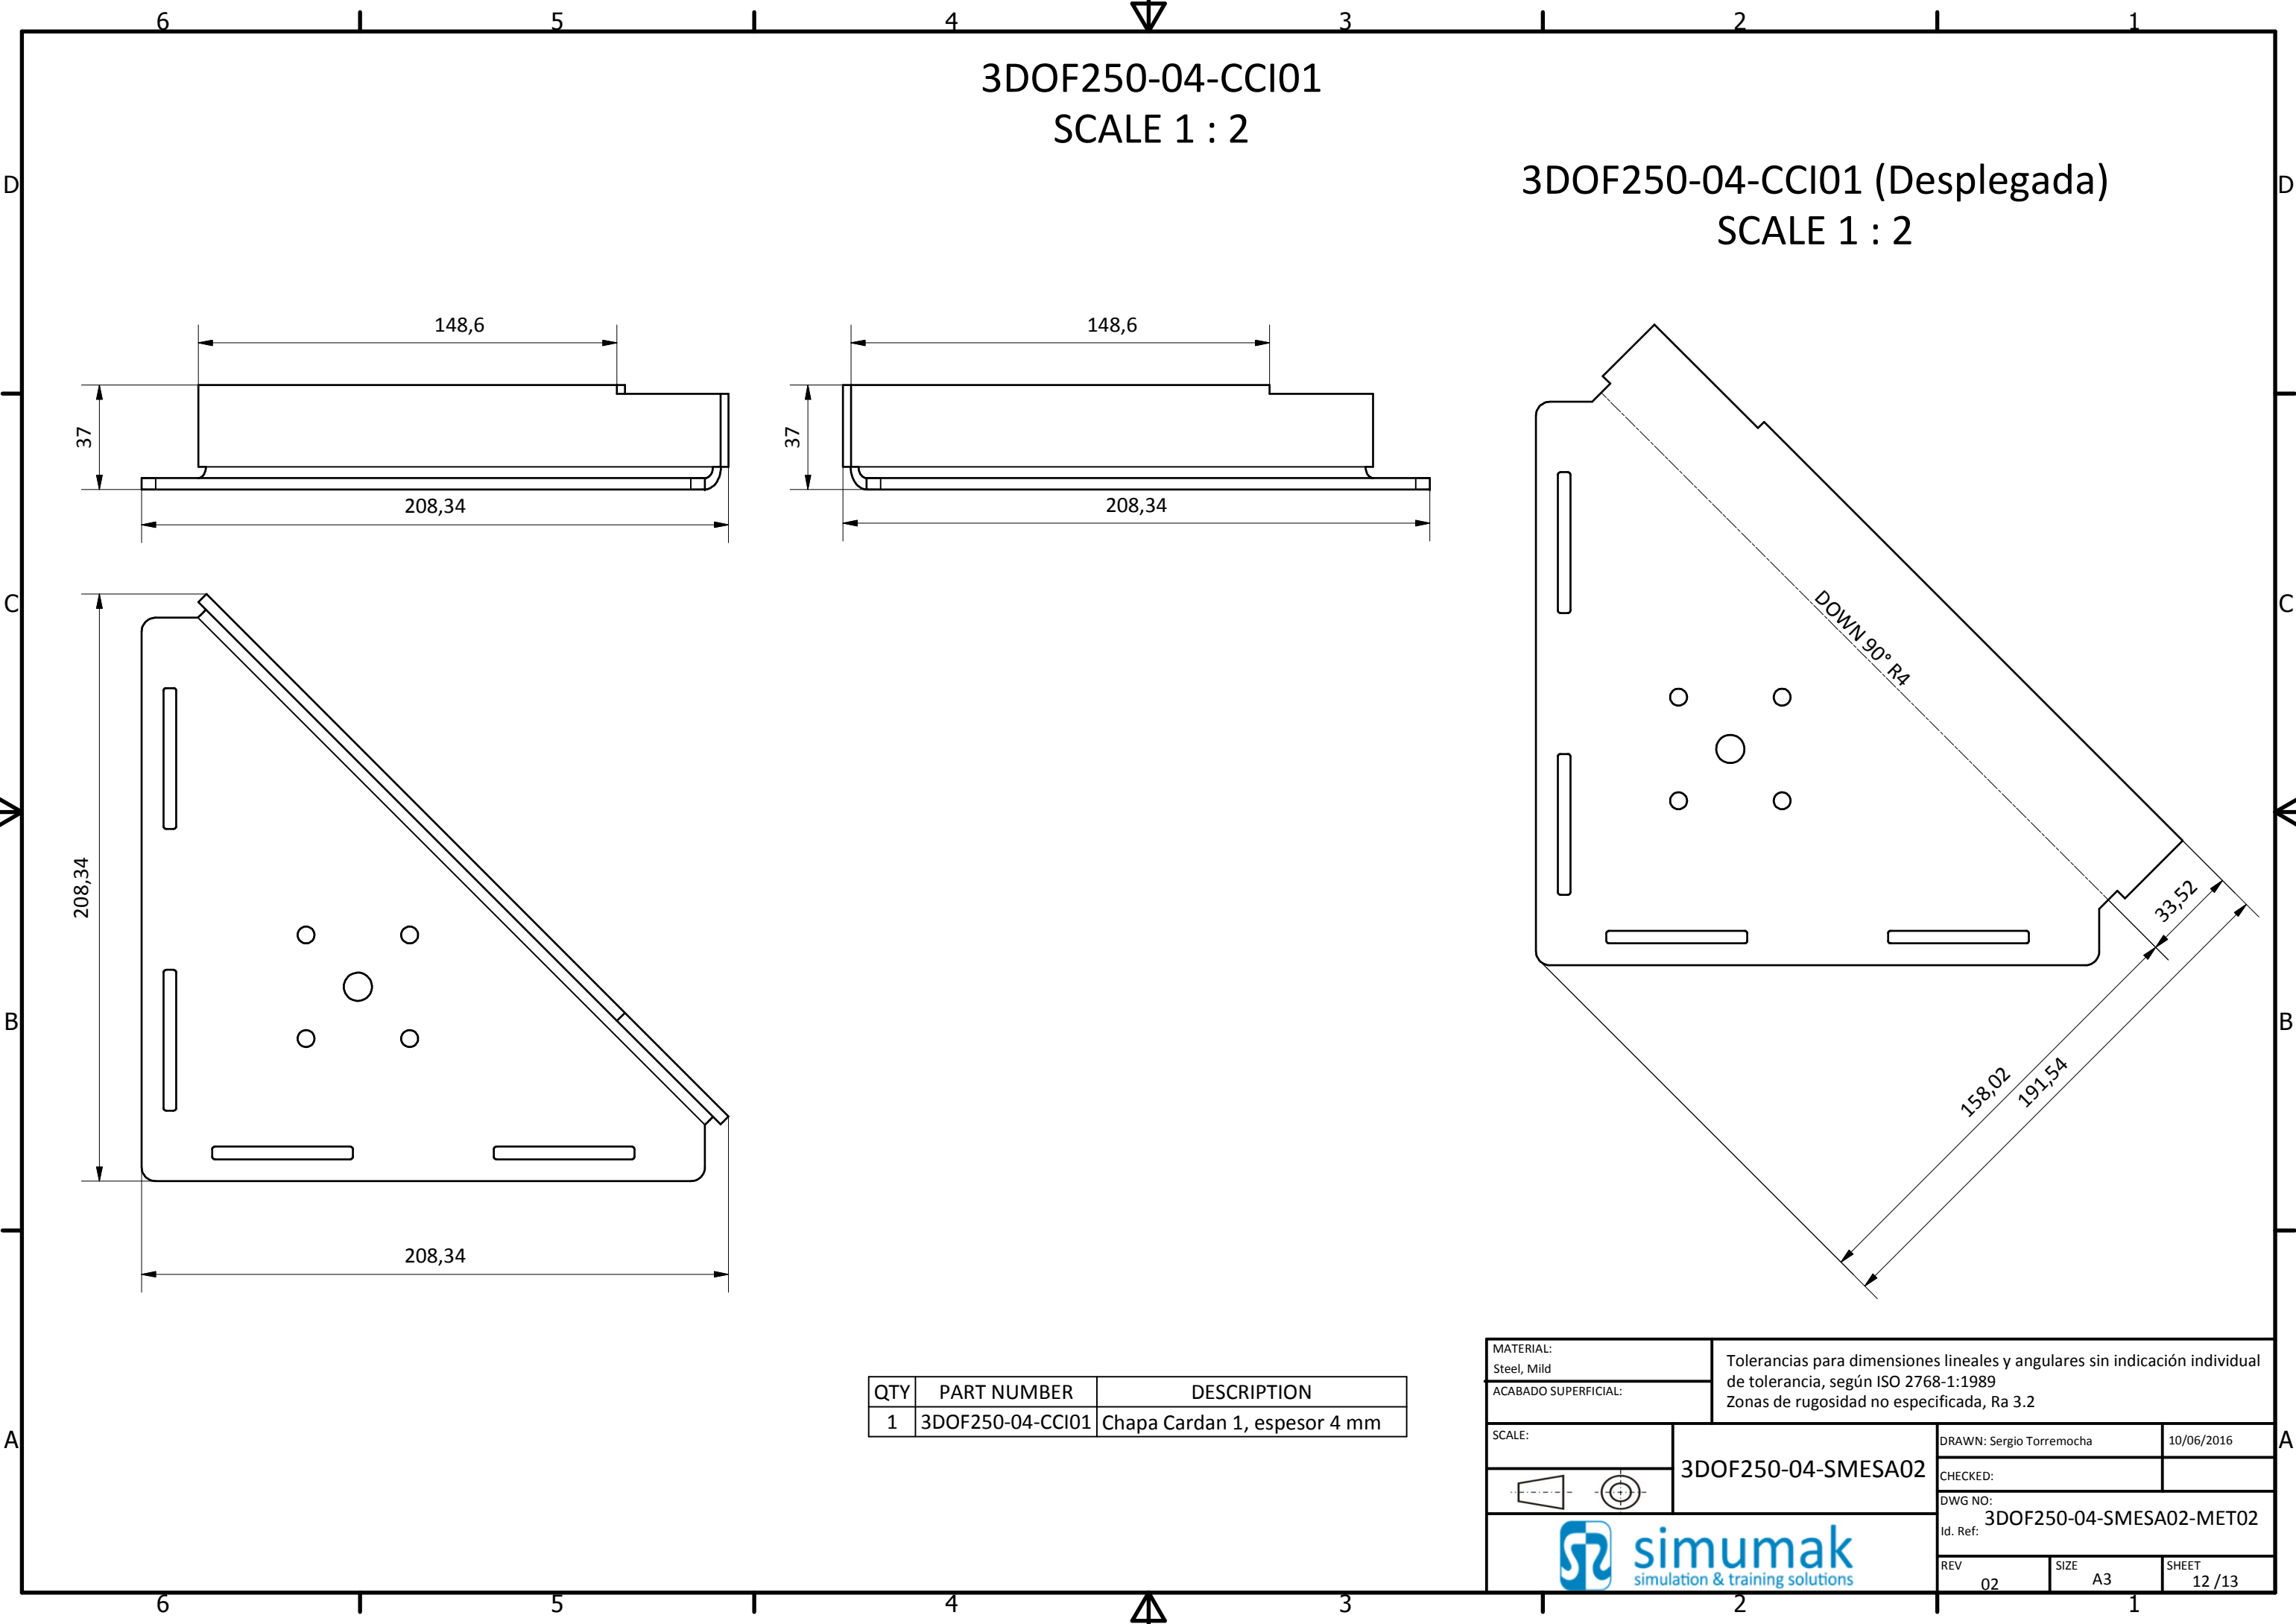 6 5 4 3 2 1
3DOF250-04-CCI01
SCALE 1 : 2
3DOF250-04-CCI01 (Desplegada)
SCALE 1 : 2
D D
148,6
148,6
37
37
208,34
208,34
C C
DOWN 90° R4
208,34
33,52
158,02
191,54
B B
208,34
QTY PART NUMBER DESCRIPTION
1 3DOF250-04-CCI01 Chapa Cardan 1, espesor 4 mm
MATERIAL:
Steel, Mild
ACABADO SUPERFICIAL:
Tolerancias para dimensiones lineales y angulares sin indicación individual
de tolerancia, según ISO 2768-1:1989
Zonas de rugosidad no especificada, Ra 3.2
A A
SCALE:
3DOF250-04-SMESA02
DRAWN: Sergio Torremocha 10/06/2016
CHECKED:
DWG NO:
Id. Ref: 3DOF250-04-SMESA02-MET02
simumak
simulation & training solutions
REV
02
SIZE
A3
SHEET
12 /13
6 5 4 3 2 1